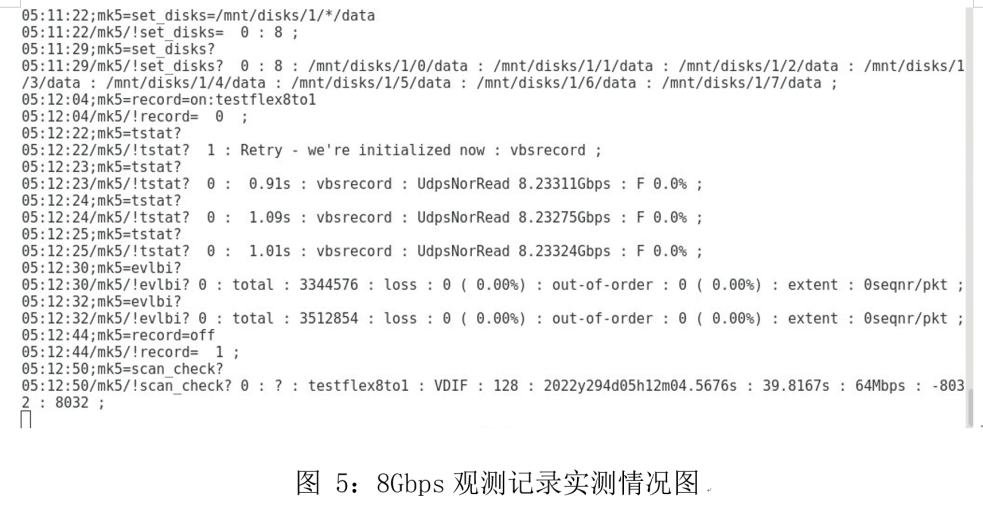 05:11:22;mk5=set_disks=/mnt/disks/1/*/data
05:11:22/mk5/!set_disks=  0 : 8 ;
05:11:29;mk5=set_disks?
05:11:29/mk5/!set_disks?  0 : 8 : /mnt/disks/1/0/data : /mnt/disks/1/1/data : /mnt/disks/1/2/data : /mnt/disks/1
/3/data : /mnt/disks/1/4/data : /mnt/disks/1/5/data : /mnt/disks/1/6/data : /mnt/disks/1/7/data ;
05:12:04;mk5=record=on:testflex8to1
05:12:04/mk5/!record=  0  ;
05:12:22;mk5=tstat?
05:12:22/mk5/!tstat?  1 : Retry - we're initialized now : vbsrecord ;
05:12:23;mk5=tstat?
05:12:23/mk5/!tstat?  0 :  0.91s : vbsrecord : UdpsNorRead 8.23311Gbps : F 0.0% ;
05:12:24;mk5=tstat?
05:12:24/mk5/!tstat?  0 :  1.09s : vbsrecord : UdpsNorRead 8.23275Gbps : F 0.0% ;
05:12:25;mk5=tstat?
05:12:25/mk5/!tstat?  0 :  1.01s : vbsrecord : UdpsNorRead 8.23324Gbps : F 0.0% ;
05:12:30;mk5=evlbi?
05:12:30/mk5/!evlbi? 0 : total : 3344576 : loss : 0 ( 0.00%) : out-of-order : 0 ( 0.00%) : extent : 0seqnr/pkt ;
05:12:32;mk5=evlbi?
05:12:32/mk5/!evlbi? 0 : total : 3512854 : loss : 0 ( 0.00%) : out-of-order : 0 ( 0.00%) : extent : 0seqnr/pkt ;
05:12:44;mk5=record=off
05:12:44/mk5/!record=  1 ;
05:12:50;mk5=scan_check?
05:12:50/mk5/!scan_check? 0 : ? : testflex8to1 : VDIF : 128 : 2022y294d05h12m04.5676s : 39.8167s : 64Mbps : -803
2 : 8032 ;
图 5：8Gbps 观测记录实测情况图